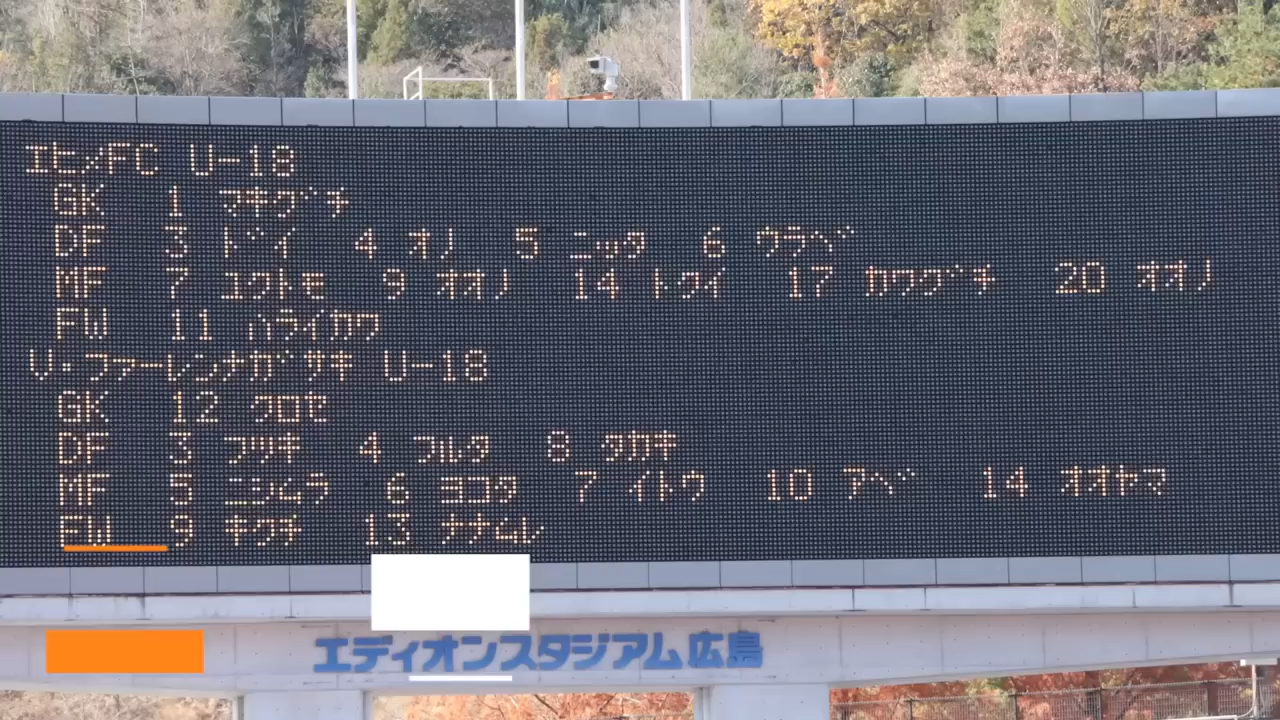 エヒメFC U-18
GK 1 マキグチ
DF 3 ドイ 4 オノ 5 ニッタ 6 ウラベ
MF 7 ユクトモ 9 オオノ 14 トクイ 17 カワグチ 20 オオノ
FW 11 ハライカワ
V・ファーレンナガサキ U-18
GK 12 クロセ
DF 3 フツキ 4 フルタ 8 タカキ
MF 5 ニシムラ 6 ヨコタ 7 イトウ 10 アベ 14 オオヤマ
FW 9 キクチ 13 ナナムレ
エディオンスタジアム広島